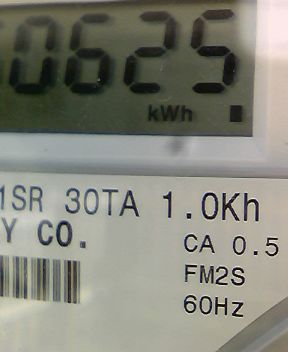 0625
kWh
1SR 30TA 1.0Kh
Y CO.
CA 0.5
FM2S
60Hz